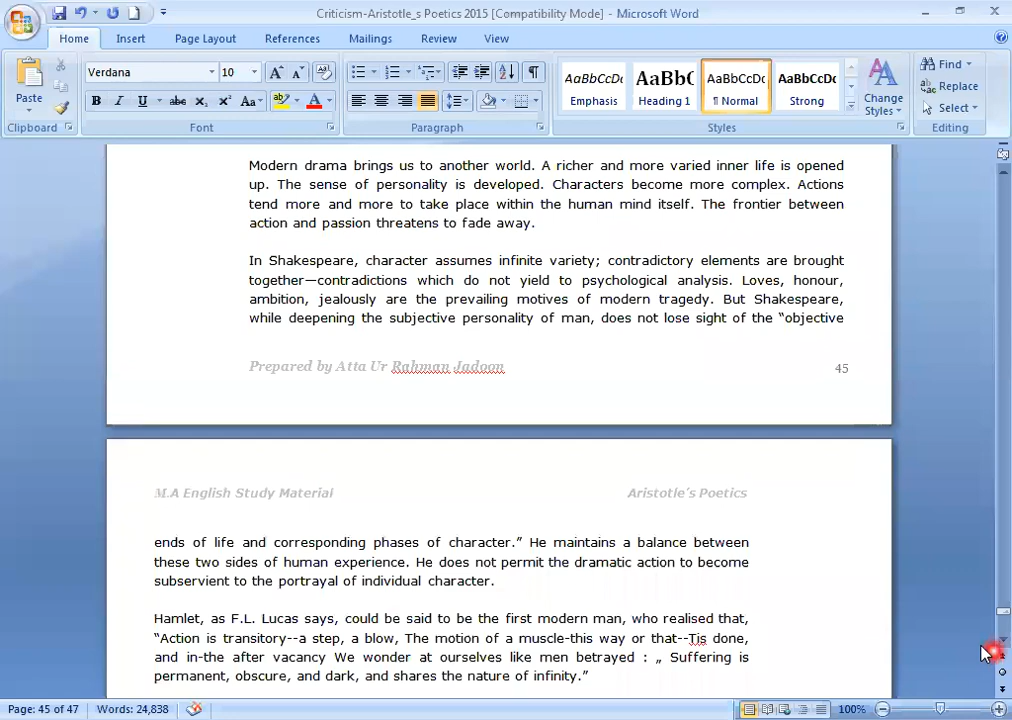 Criticism-Aristotle_s Poetics 2015 [Compatibility Mode] - Microsoft Word
Home Insert Page Layout References Mailings Review View
Paste
Clipboard
Verdana 10
Font
Paragraph
AaBbCcDc AaBbC AaBbCcDc AaBbCcDc
Emphasis Heading 1 ¶ Normal Strong
Change Styles
Styles
Find
Replace
Select
Editing
Modern drama brings us to another world. A richer and more varied inner life is opened
up. The sense of personality is developed. Characters become more complex. Actions
tend more and more to take place within the human mind itself. The frontier between
action and passion threatens to fade away.
In Shakespeare, character assumes infinite variety; contradictory elements are brought
together—contradictions which do not yield to psychological analysis. Loves, honour,
ambition, jealously are the prevailing motives of modern tragedy. But Shakespeare,
while deepening the subjective personality of man, does not lose sight of the “objective
Prepared by Atta Ur Rahman Jadoon 45
M.A English Study Material Aristotle’s Poetics
ends of life and corresponding phases of character.” He maintains a balance between
these two sides of human experience. He does not permit the dramatic action to become
subservient to the portrayal of individual character.
Hamlet, as F.L. Lucas says, could be said to be the first modern man, who realised that,
“Action is transitory--a step, a blow, The motion of a muscle-this way or that--Tis done,
and in-the after vacancy We wonder at ourselves like men betrayed : „ Suffering is
permanent, obscure, and dark, and shares the nature of infinity.”
Page: 45 of 47 Words: 24,838 100%